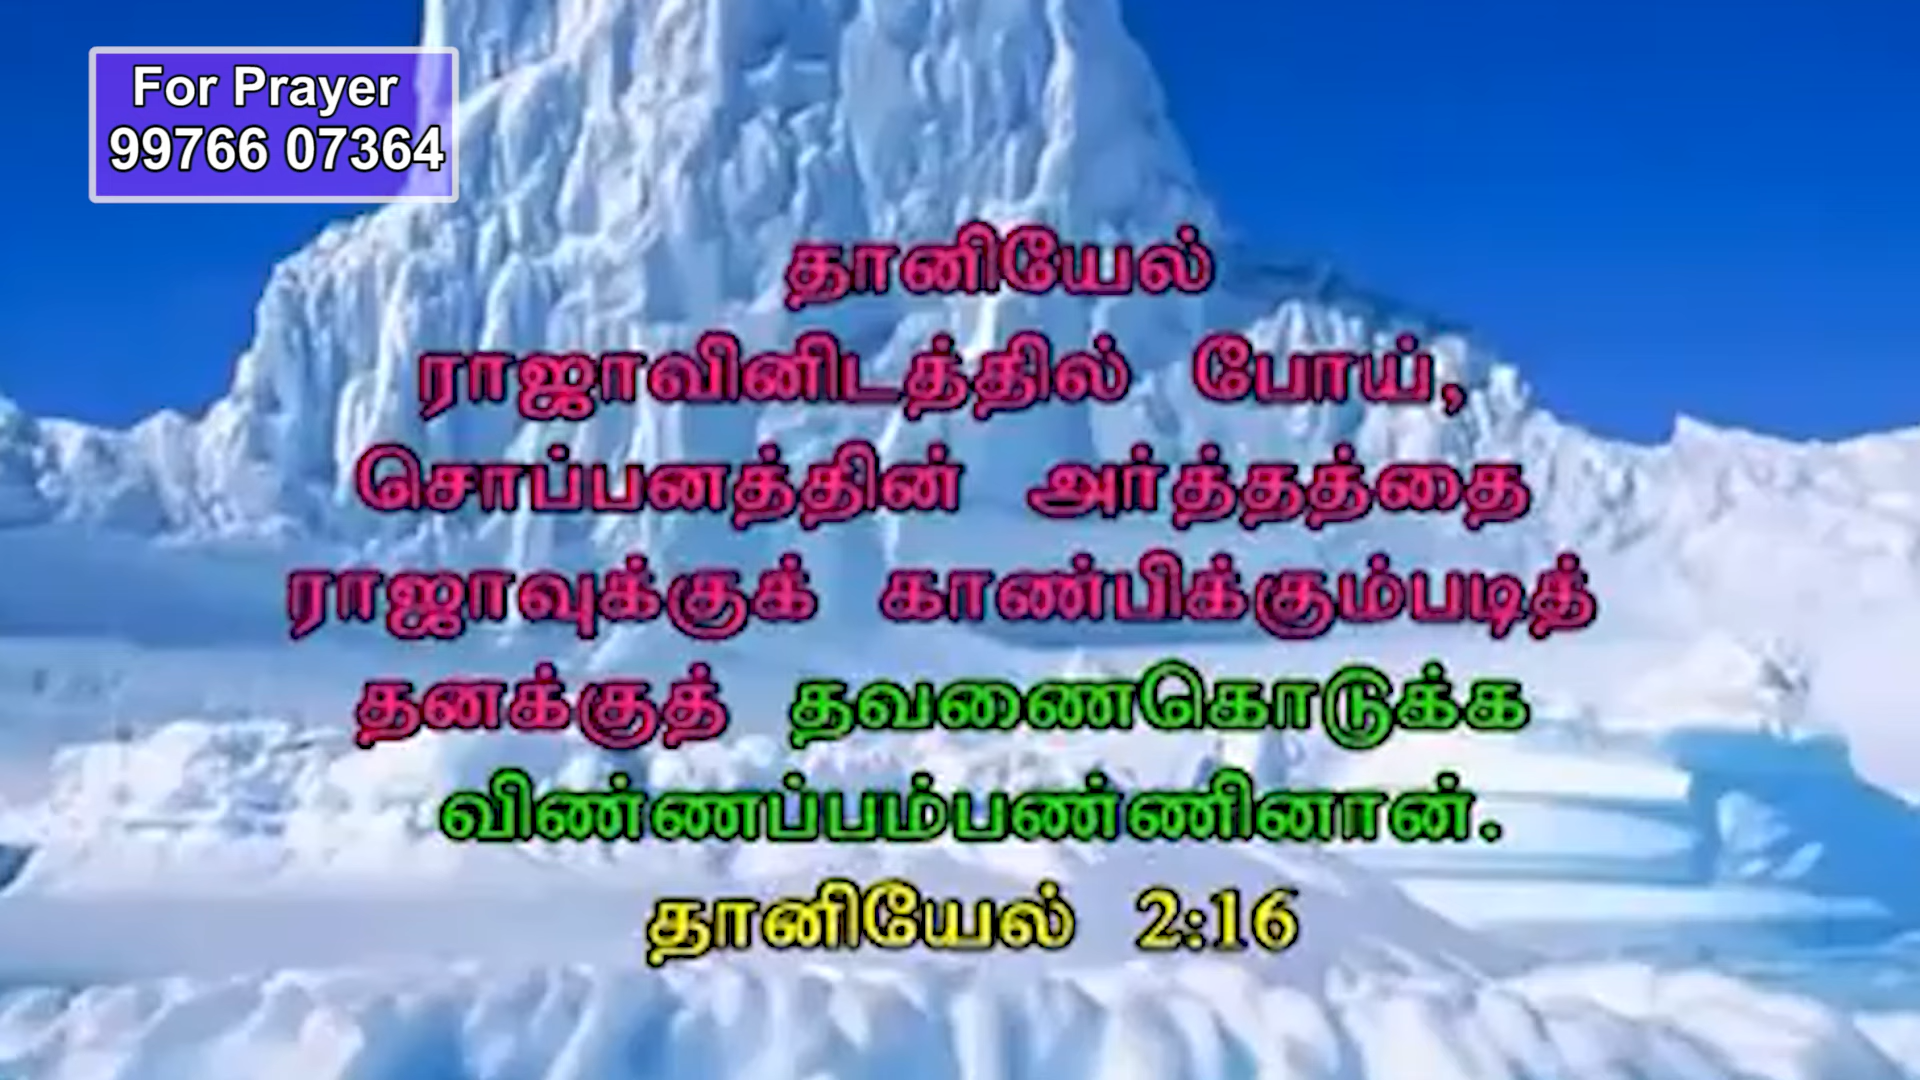 For Prayer
99766 07364
தானியேல்
ராஜாவினிடத்தில் போய்,
சொப்பனத்தின் அர்த்தத்தை
ராஜாவுக்குக் காண்பிக்கும்படித்
தனக்குத் தவணைகொடுக்க
விண்ணப்பம்பண்ணினான்.
தானியேல் 2:16